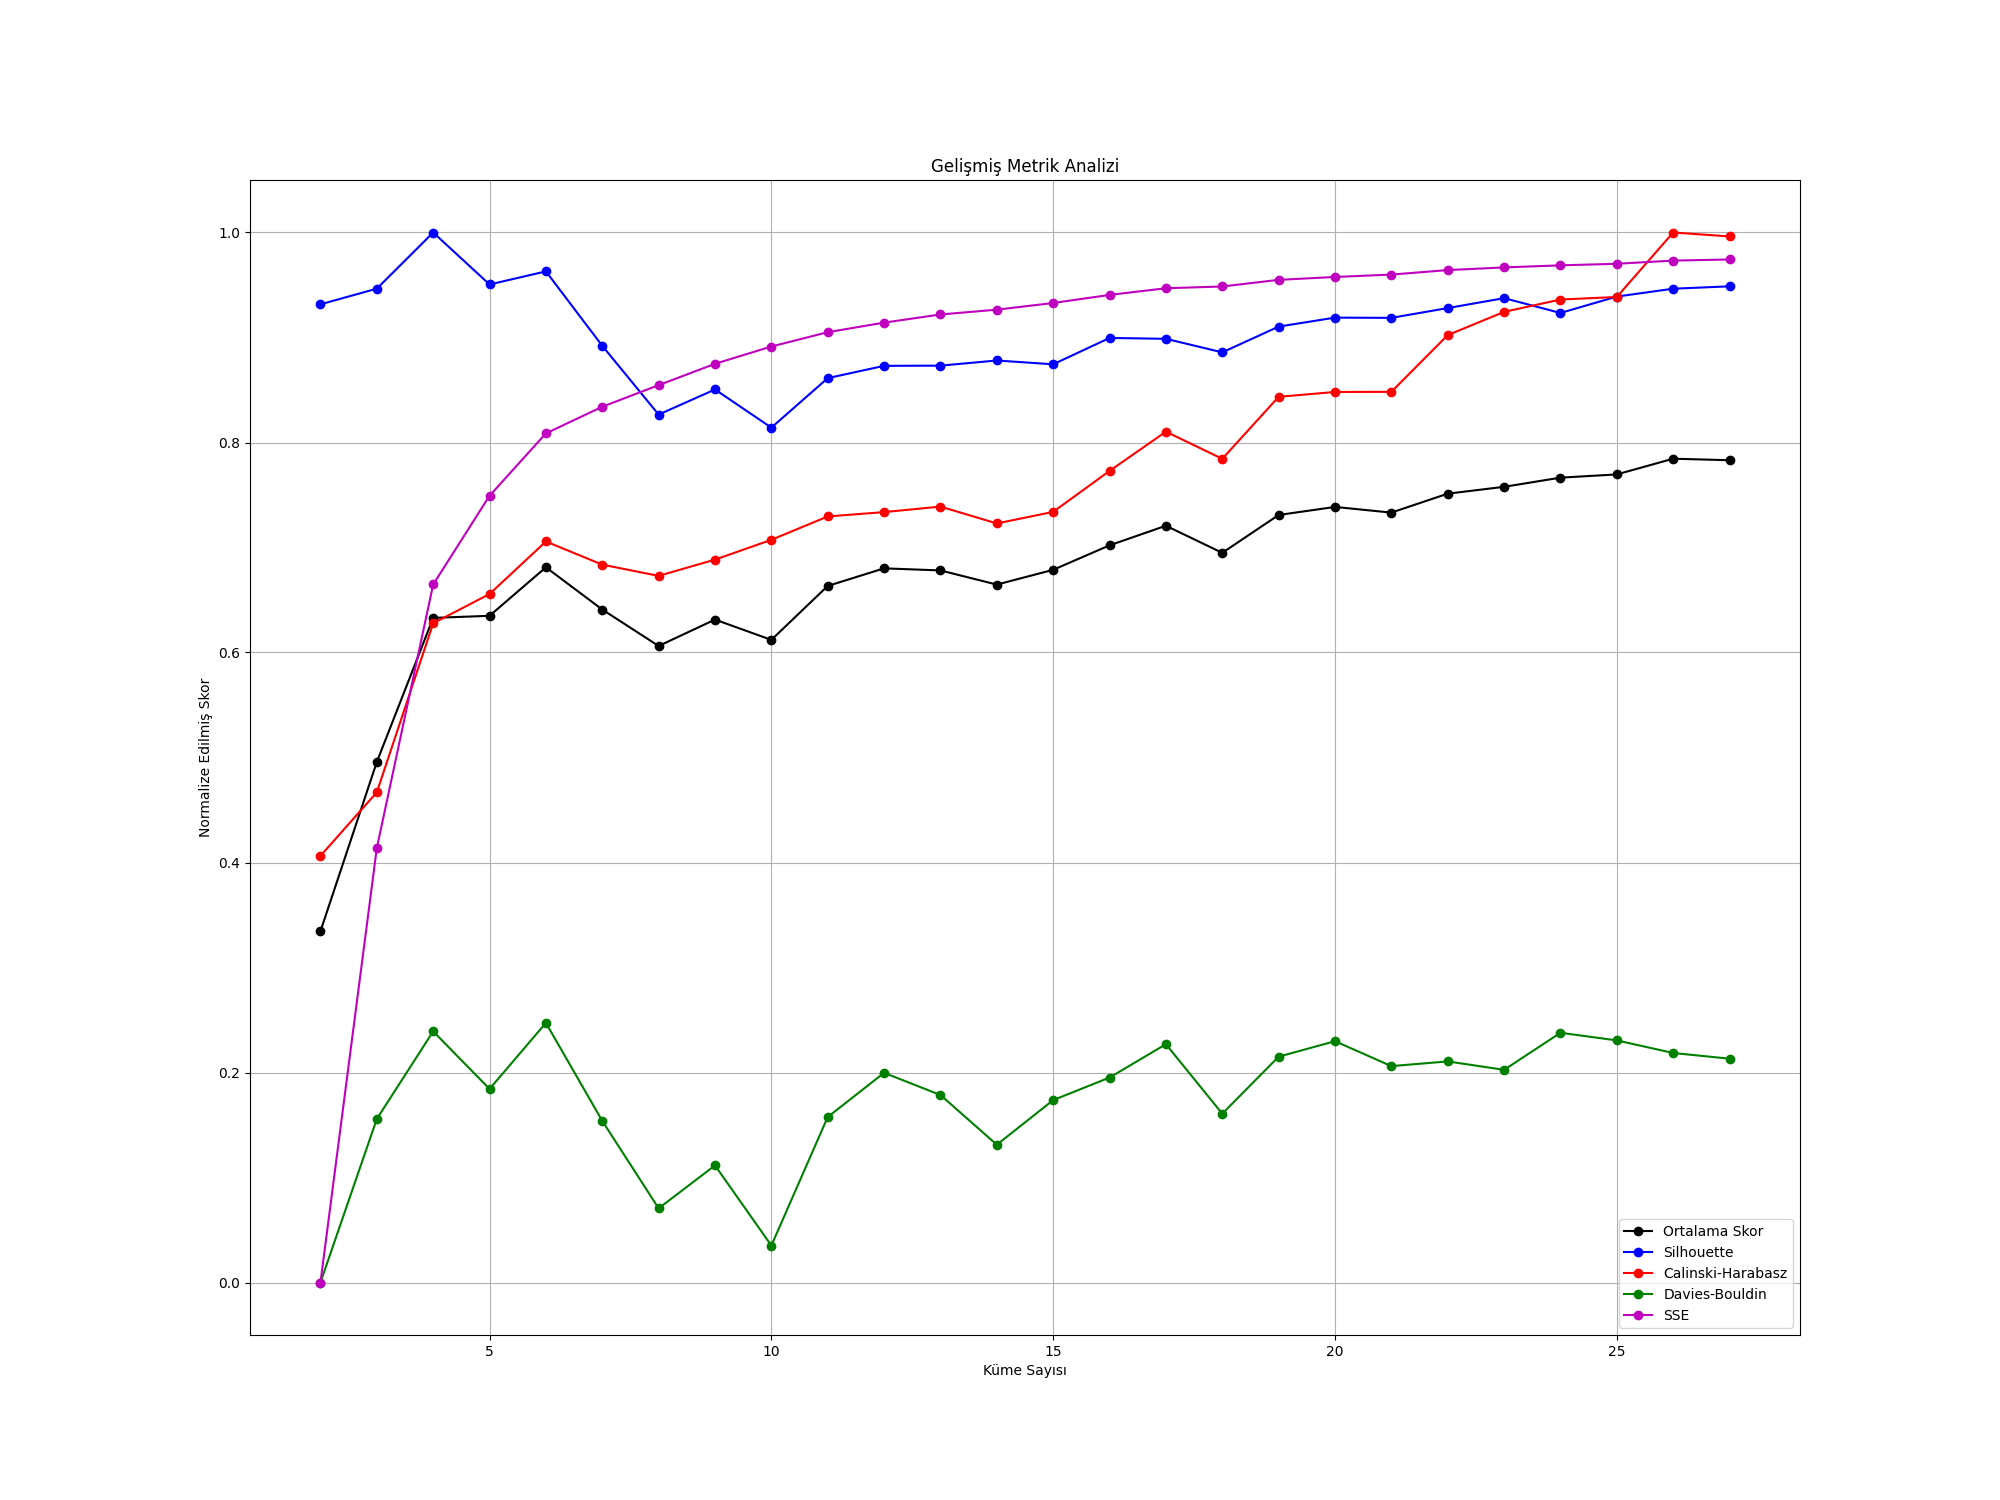 Gelişmiş Metrik Analizi
1.0
0.8
0.6
0.4
0.2
0.0
Normalize Edilmiş Skor
5
10
15
20
25
Küme Sayısı
Ortalama Skor
Silhouette
Calinski-Harabasz
Davies-Bouldin
SSE